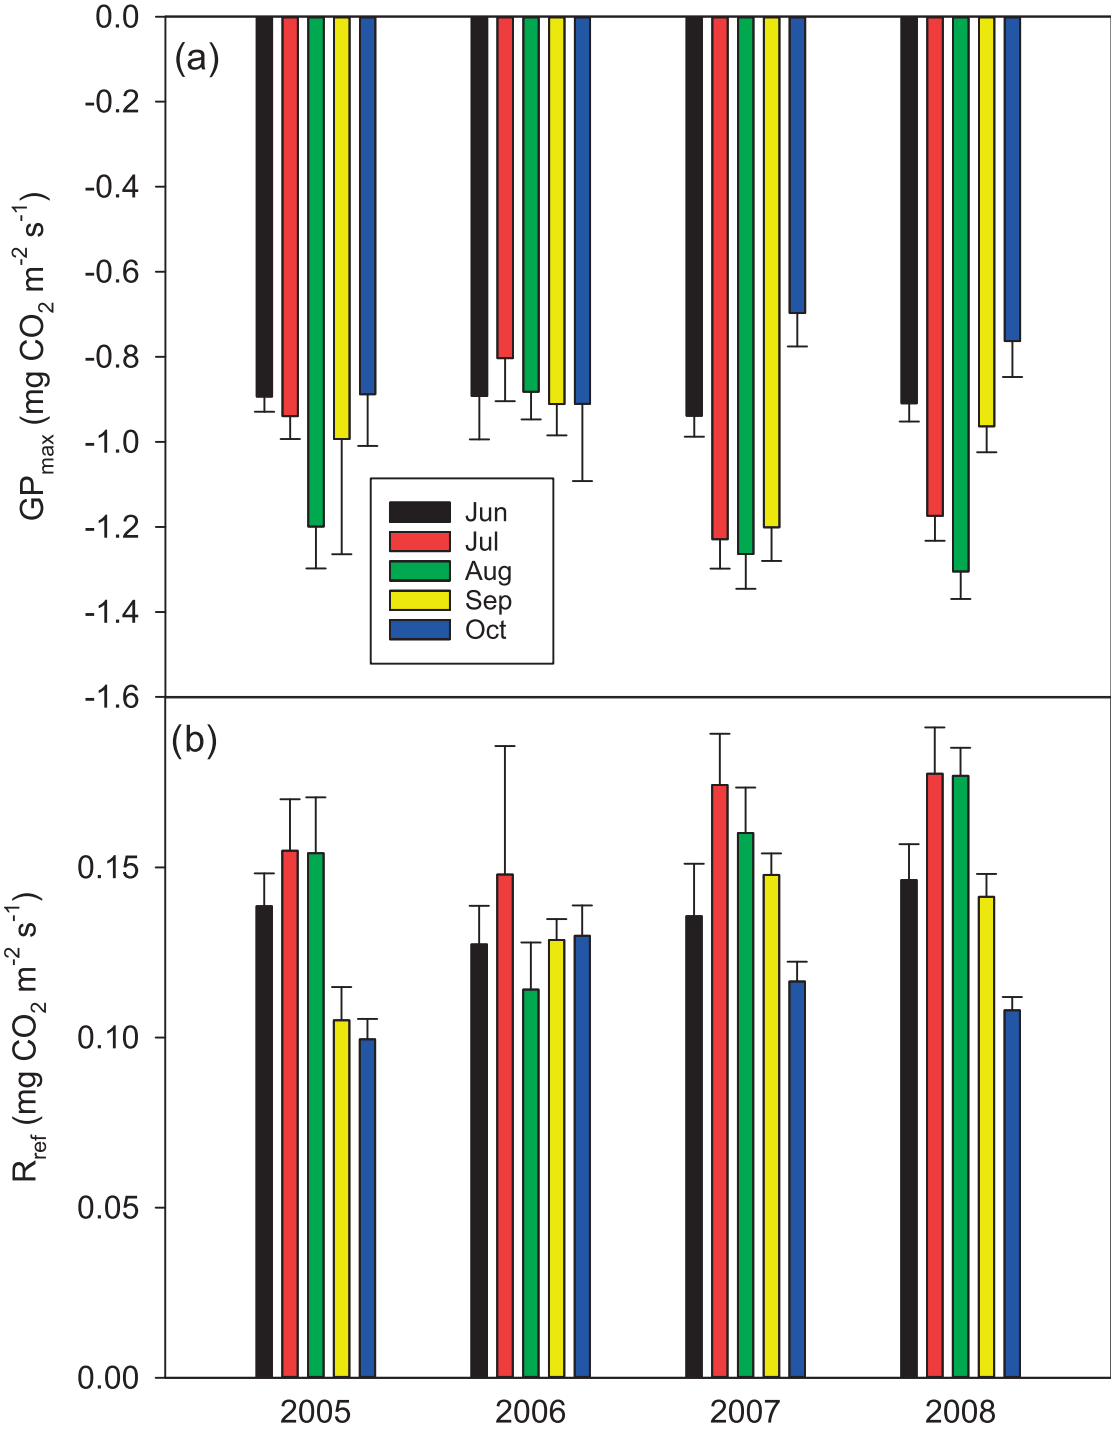 (a)
0.0
-0.2
-0.4
-0.6
-0.8
-1.0
-1.2
-1.4
-1.6
GPmax (mg CO2 m-2 s-1)
Jun
Jul
Aug
Sep
Oct
(b)
0.15
0.10
0.05
0.00
Rref (mg CO2 m-2 s-1)
2005 2006 2007 2008